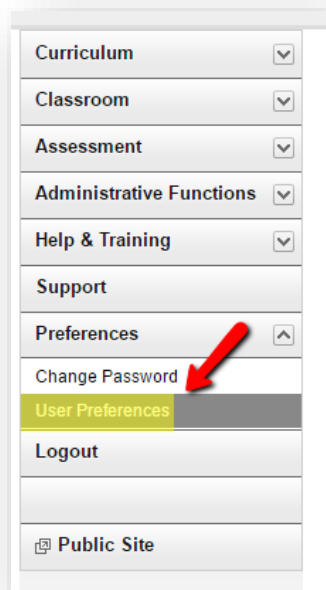 Curriculum
Classroom
Assessment
Administrative Functions
Help & Training
Support
Preferences
Change Password
User Preferences
Logout
Public Site